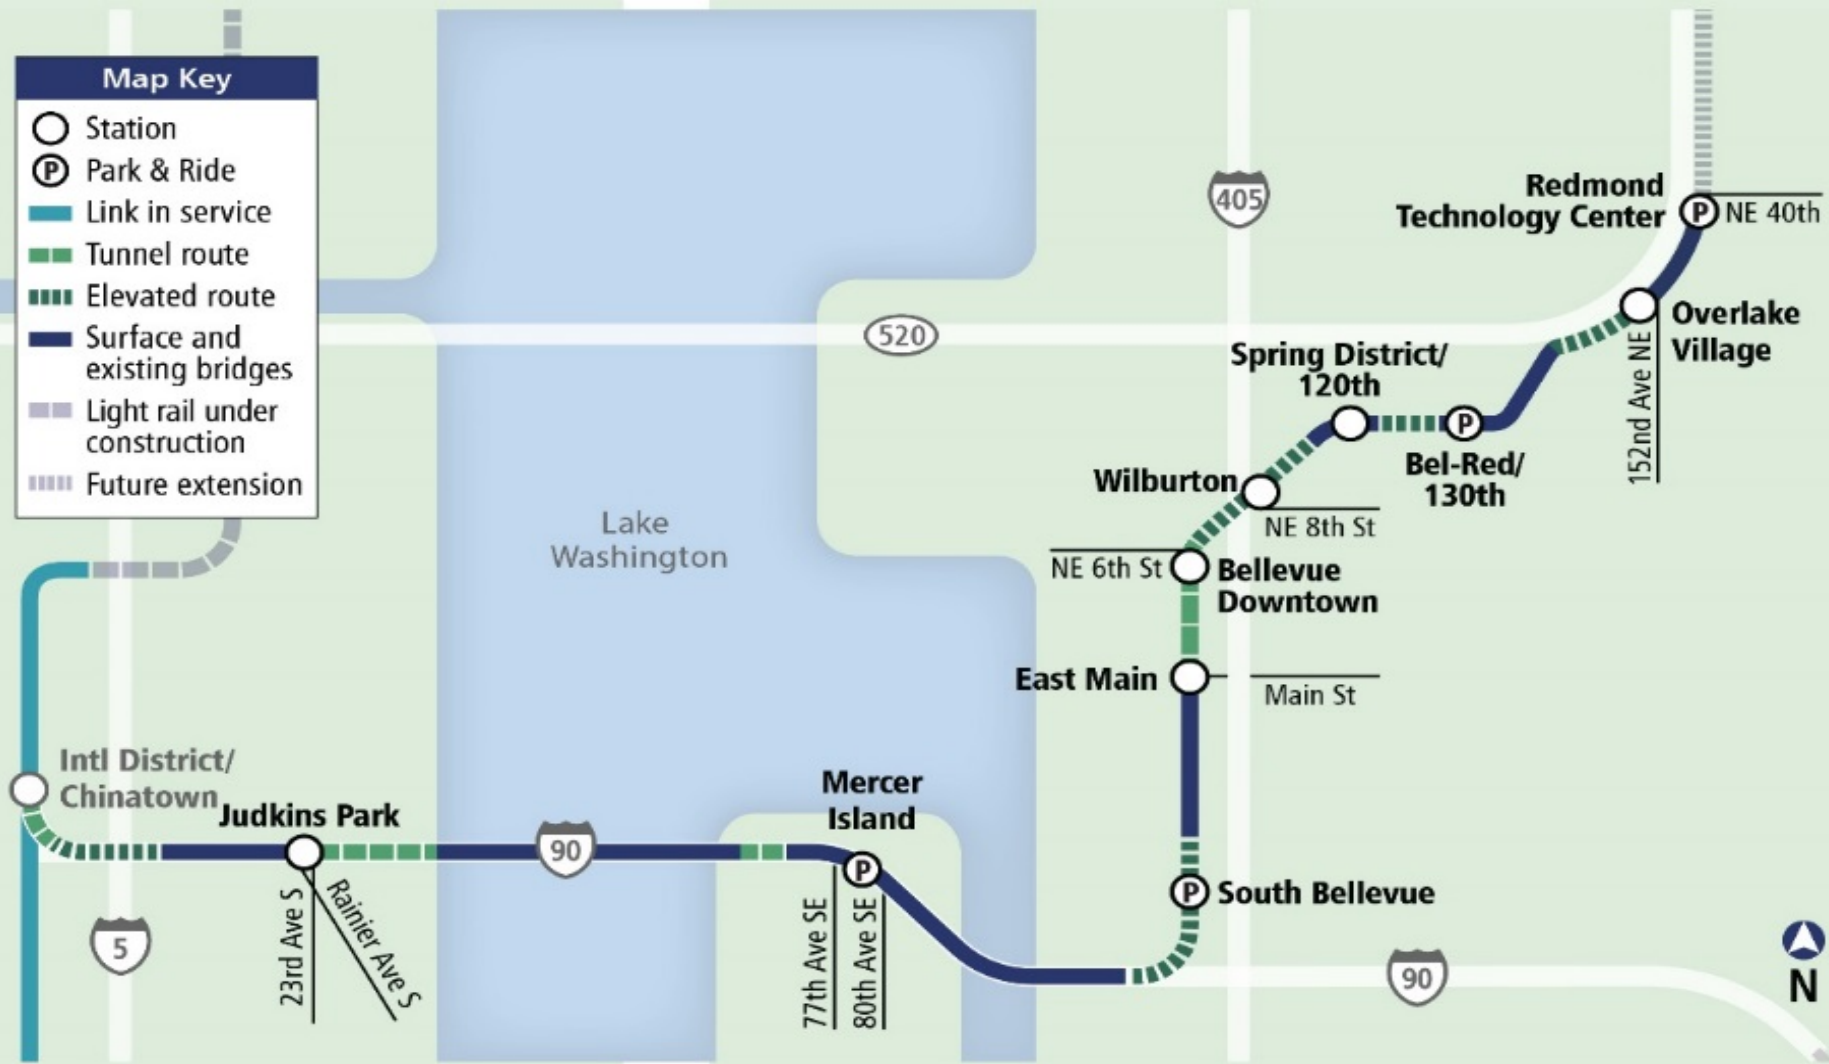 Map Key
Station
P
Park & Ride
Link in service
Tunnel route
Elevated route
Surface and
existing bridges
Light rail under
construction
Future extension
405
520
Redmond
Technology Center
P
NE 40th
Overlake
Village
152nd Ave NE
Spring District/
120th
P
Bel-Red/
130th
Wilburton
NE 8th St
Lake
Washington
NE 6th St
Bellevue
Downtown
East Main
Main St
Intl District/
Chinatown
Judkins Park
90
Mercer
Island
P
P
South Bellevue
23rd Ave S
Rainier Ave S
77th Ave SE
80th Ave SE
5
90
N